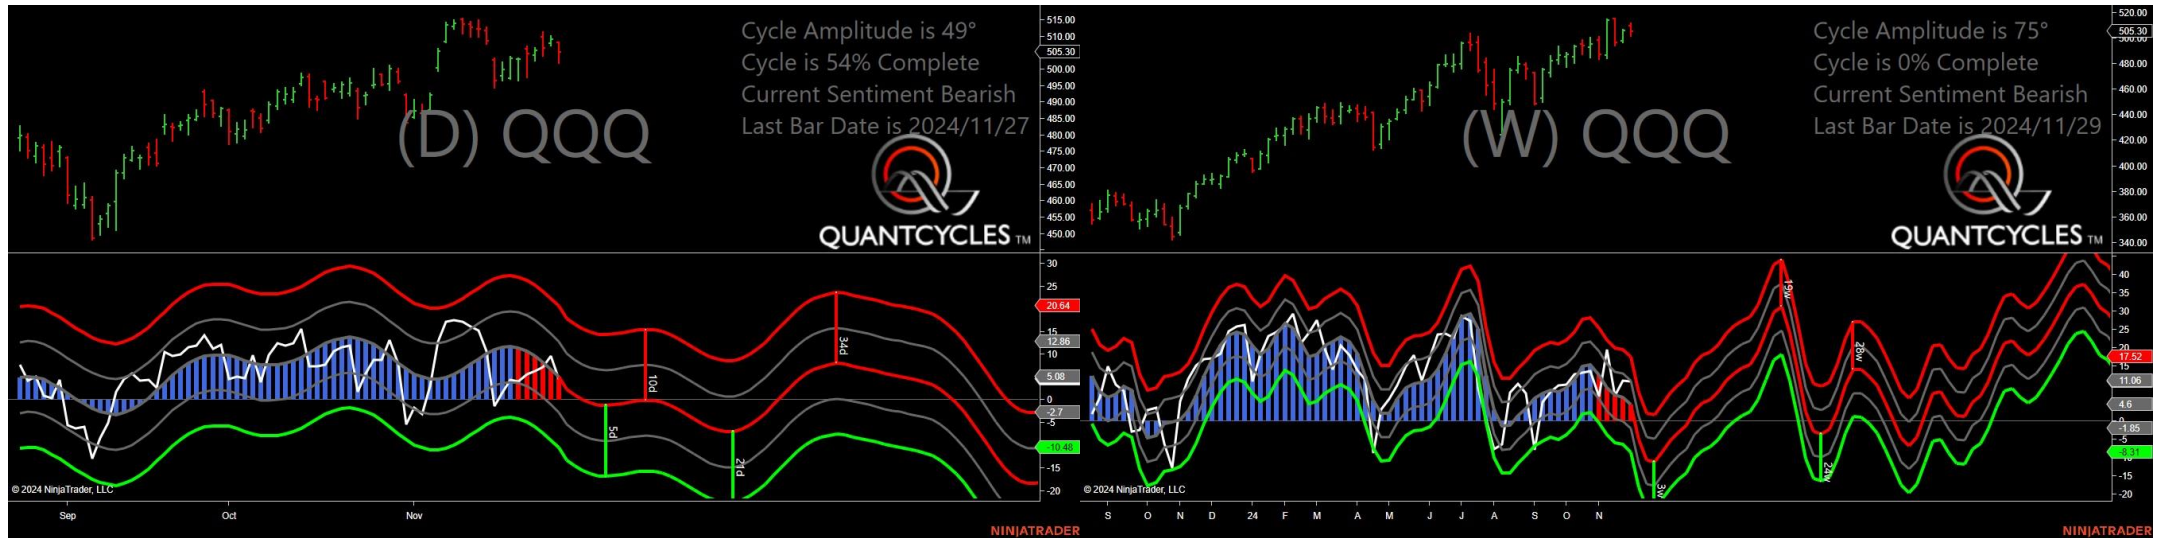 Cycle Amplitude is 49°
Cycle is 54% Complete
Current Sentiment Bearish
Last Bar Date is 2024/11/27
(D) QQQ
QUANTCYCLES TM
515.00
510.00
505.30
500.00
495.00
490.00
485.00
480.00
475.00
470.00
465.00
460.00
455.00
450.00
30
25
20.64
15
12.86
10
5.08
0
-2.7
-5
-10.48
-15
-20
5d
10d
21d
34d
© 2024 NinjaTrader, LLC
Sep Oct Nov
NINJATRADER
Cycle Amplitude is 75°
Cycle is 0% Complete
Current Sentiment Bearish
Last Bar Date is 2024/11/29
(W) QQQ
QUANTCYCLES TM
520.00
505.30
500.00
480.00
460.00
440.00
420.00
400.00
380.00
360.00
340.00
40
35
30
25
20
17.52
15
11.06
4.6
-1.85
-5
-8.31
-15
-20
3w
19w
24w
28w
© 2024 NinjaTrader, LLC
S O N D 24 F M A M J J A S O N
NINJATRADER